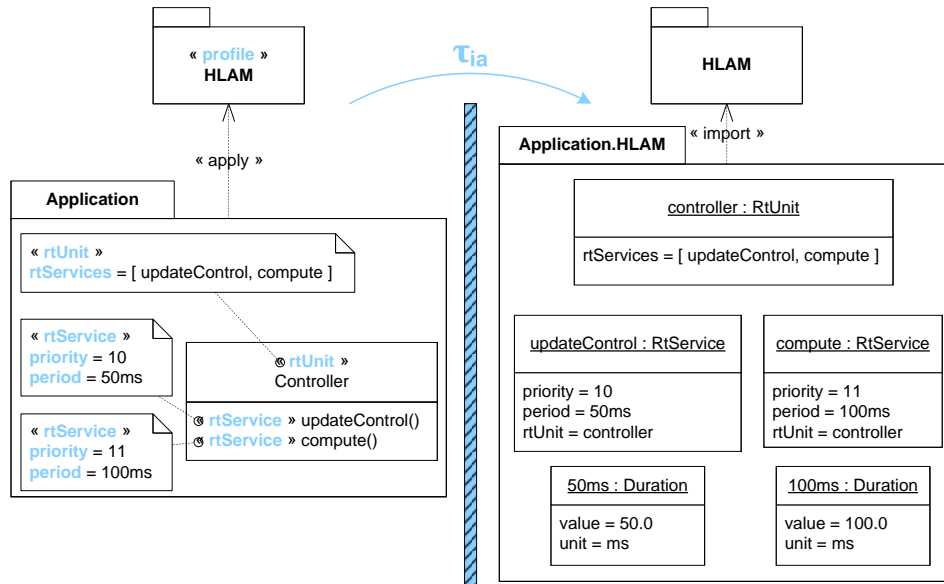 « profile »
HLAM
τia
HLAM
« apply »
« import »
Application
« rtUnit »
rtServices = [ updateControl, compute ]
« rtService »
priority = 10
period = 50ms
« rtUnit »
Controller
« rtService » updateControl()
« rtService » compute()
« rtService »
priority = 11
period = 100ms
Application.HLAM
controller : RtUnit
rtServices = [ updateControl, compute ]
updateControl : RtService
priority = 10
period = 50ms
rtUnit = controller
compute : RtService
priority = 11
period = 100ms
rtUnit = controller
50ms : Duration
value = 50.0
unit = ms
100ms : Duration
value = 100.0
unit = ms